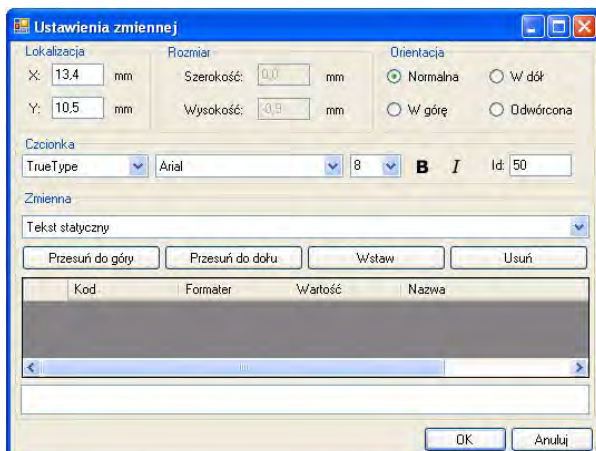 Ustawienia zmiennej
Lokalizacja Rozmiar Orientacja
X: 13,4 mm Szerokość: 0,0 mm Normalna W dół
Y: 10,5 mm Wysokość: -0,9 mm W górę Odwórcona
Czcionka
TrueType Arial 8 B I Id: 50
Zmienna
Tekst statyczny
Przesuń do góry Przesuń do dołu Wstaw Usuń
Kod Formater Wartość Nazwa
OK Anuluj